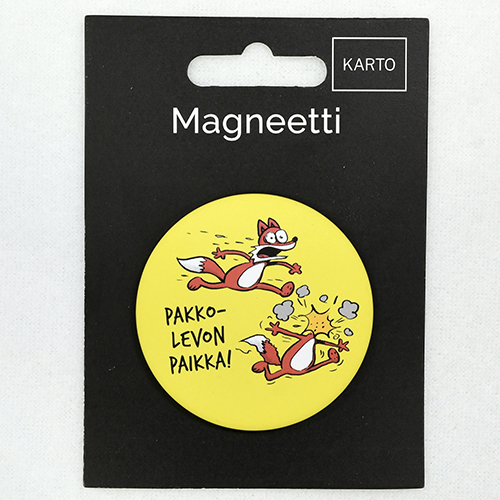 KARTO
Magneetti
PAKKO-
LEVON
PAIKKA!